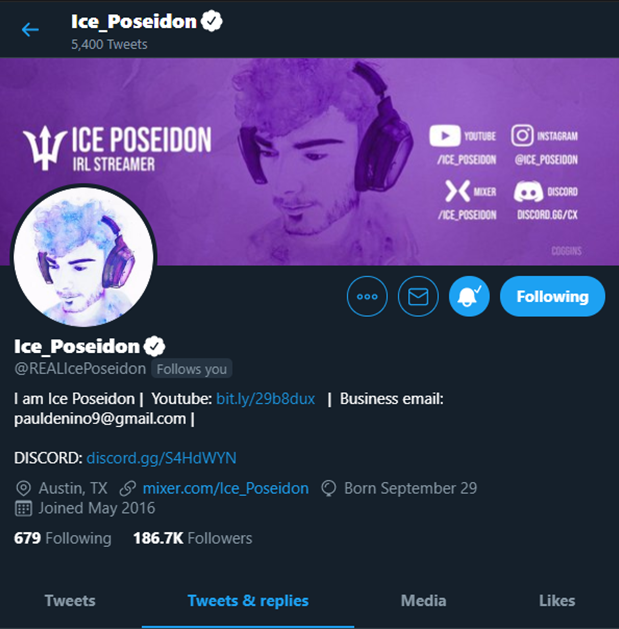 Ice_Poseidon
5,400 Tweets
ICE POSEIDON
IRL STREAMER
YOUTUBE
/ICE_POSEIDON
INSTAGRAM
@ICE_POSEIDON
MIXER
/ICE_POSEIDON
DISCORD
DISCORD.GG/CX
COGGINS
Following
Ice_Poseidon
@REALIcePoseidon Follows you
I am Ice Poseidon | Youtube: bit.ly/29b8dux | Business email:
pauldenino9@gmail.com |
DISCORD: discord.gg/S4HdWYN
Austin, TX mixer.com/Ice_Poseidon Born September 29
Joined May 2016
679 Following 186.7K Followers
Tweets Tweets & replies Media Likes